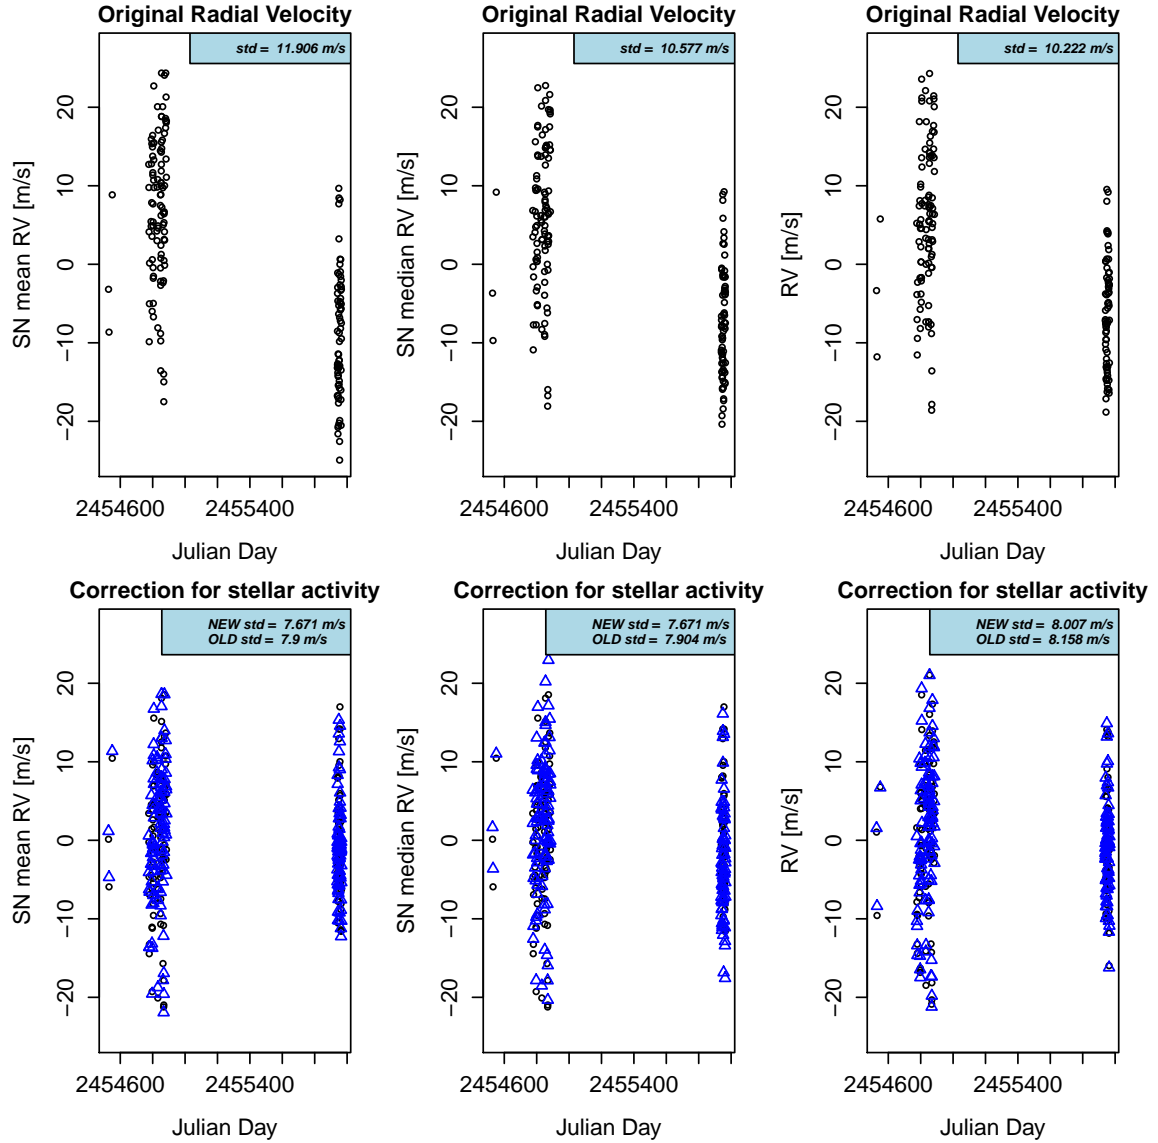 Original Radial Velocity
std = 11.906 m/s
SN mean RV [m/s]
20
10
0
−10
−20
2454600 2455400
Julian Day
Original Radial Velocity
std = 10.577 m/s
SN median RV [m/s]
20
10
0
−10
−20
2454600 2455400
Julian Day
Original Radial Velocity
std = 10.222 m/s
RV [m/s]
20
10
0
−10
−20
2454600 2455400
Julian Day
Correction for stellar activity
NEW std = 7.671 m/s
OLD std = 7.9 m/s
SN mean RV [m/s]
20
10
0
−10
−20
2454600 2455400
Julian Day
Correction for stellar activity
NEW std = 7.671 m/s
OLD std = 7.904 m/s
SN median RV [m/s]
20
10
0
−10
−20
2454600 2455400
Julian Day
Correction for stellar activity
NEW std = 8.007 m/s
OLD std = 8.158 m/s
RV [m/s]
20
10
0
−10
−20
2454600 2455400
Julian Day